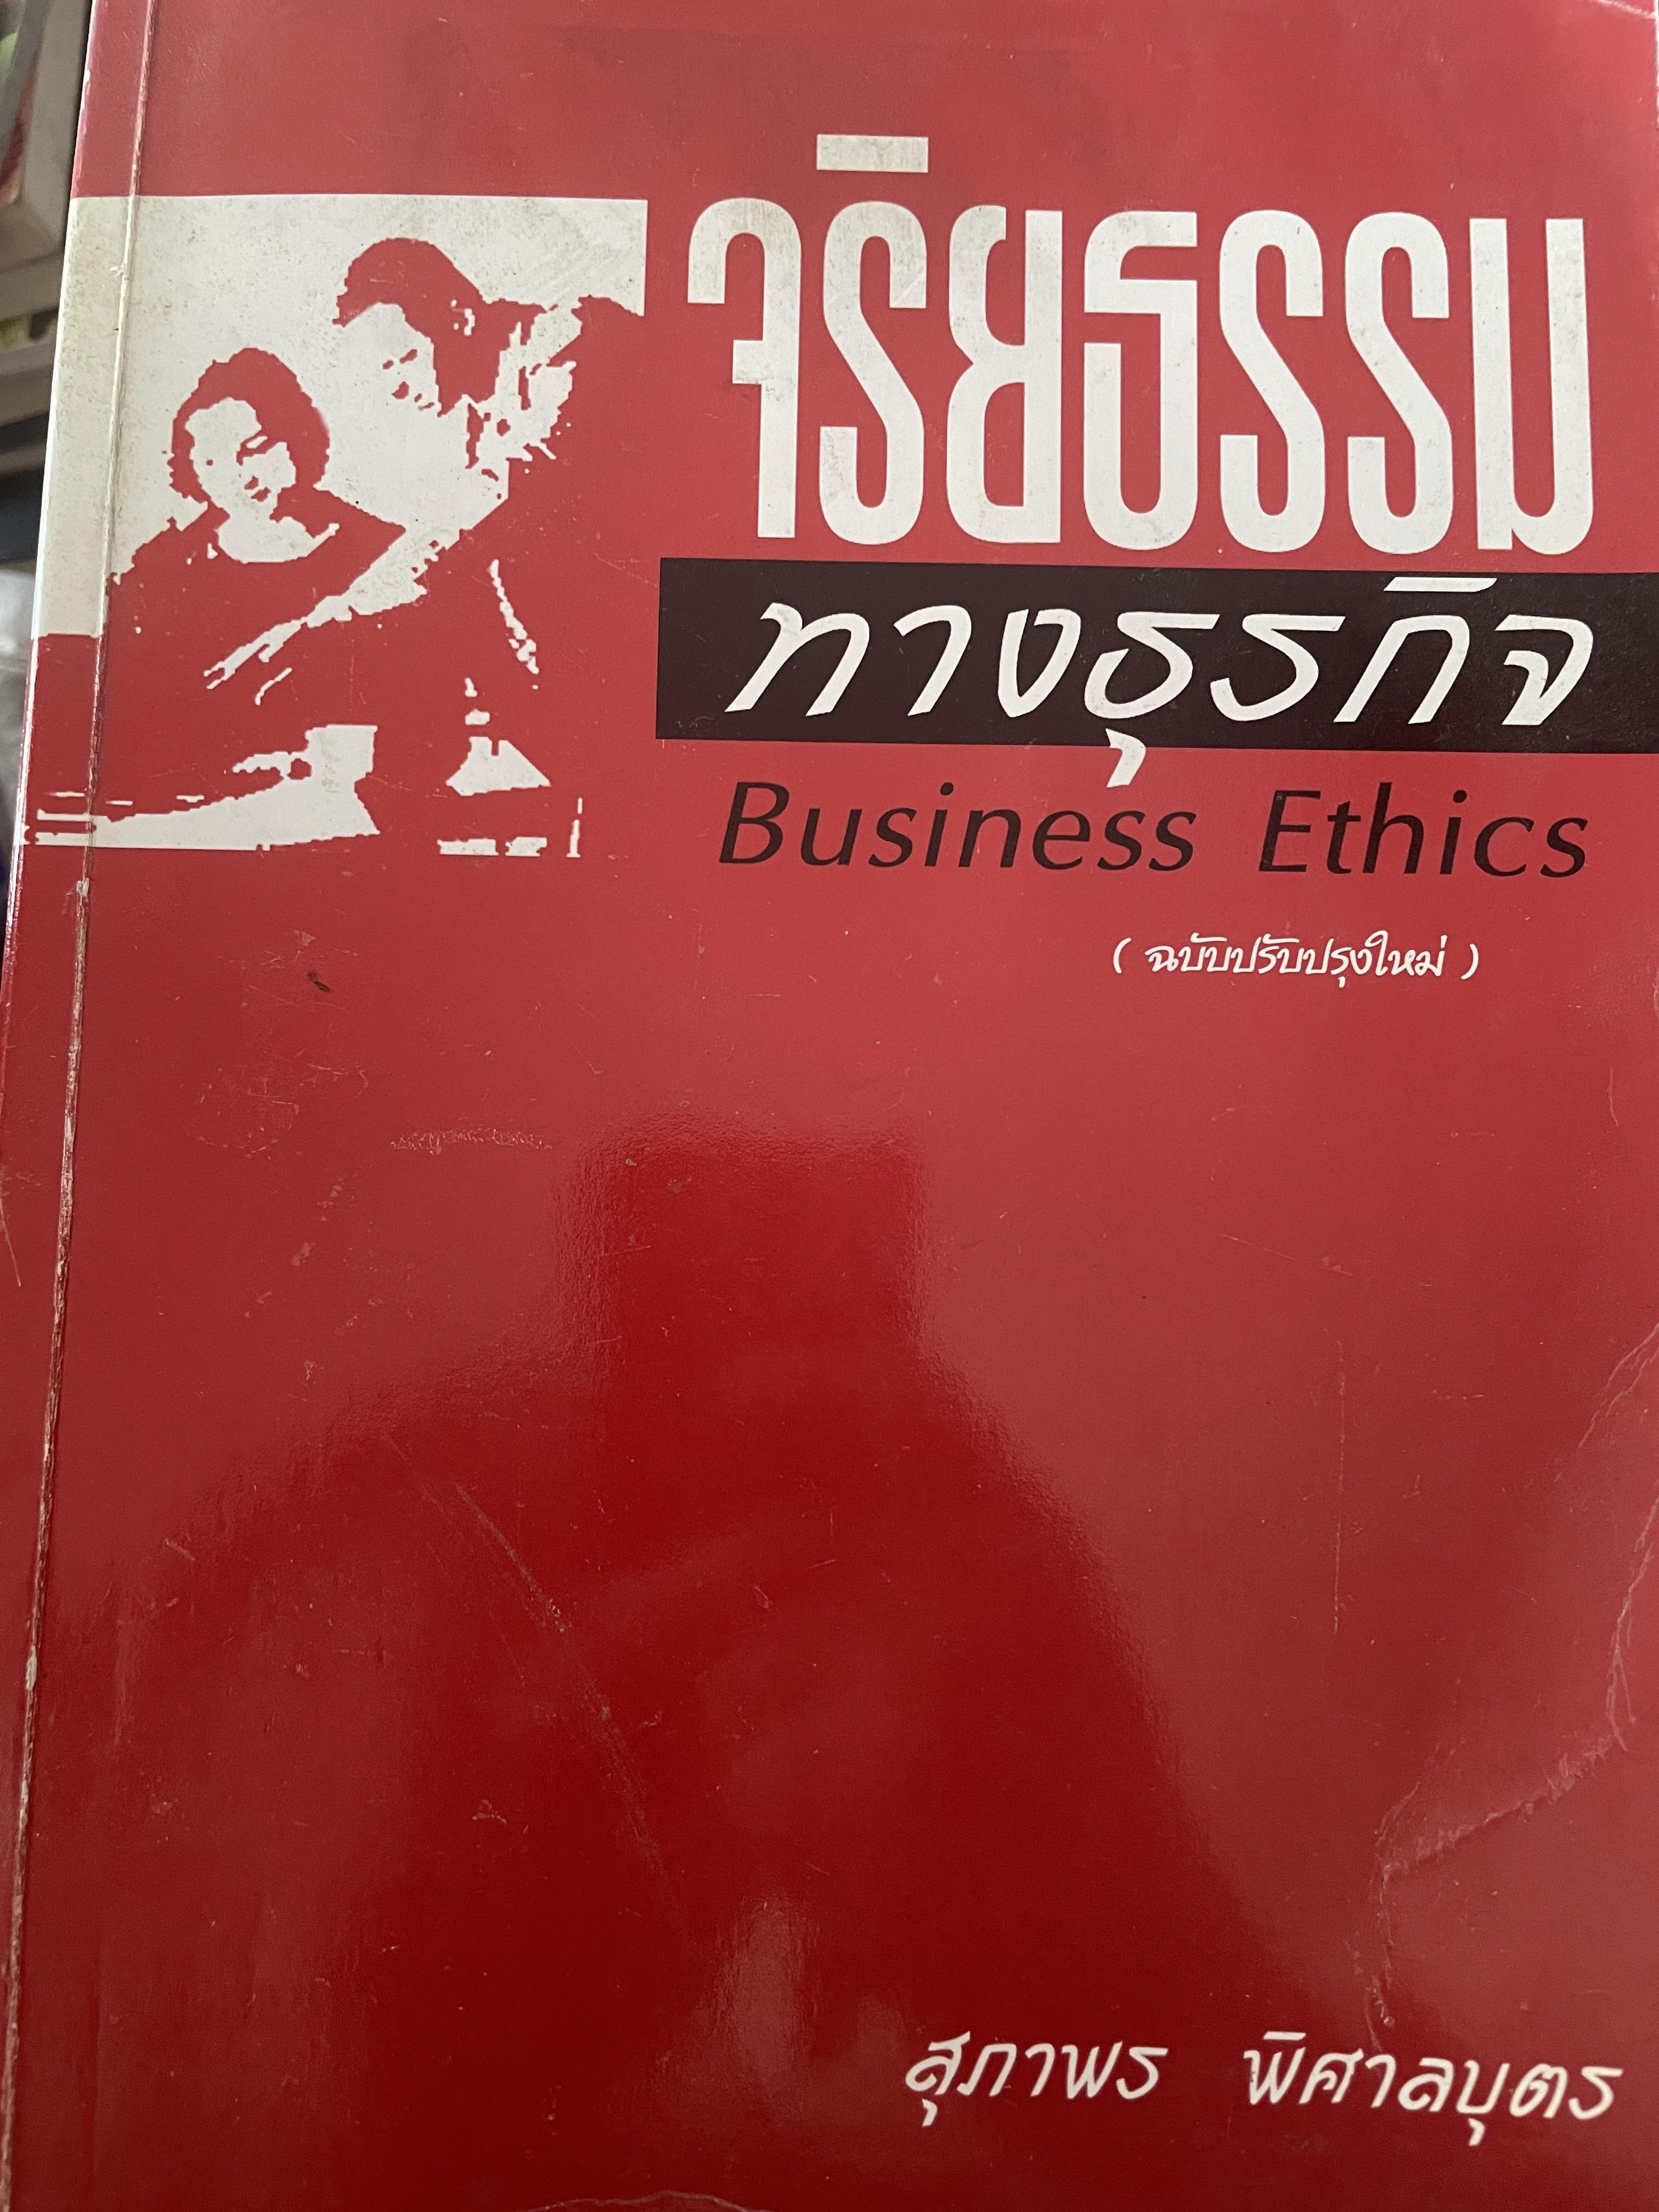 จริยธรรม
ทางธุรกิจ
Business Ethics
( ฉบับปรับปรุงใหม่ )
สุภาพร พิศาลบุตร